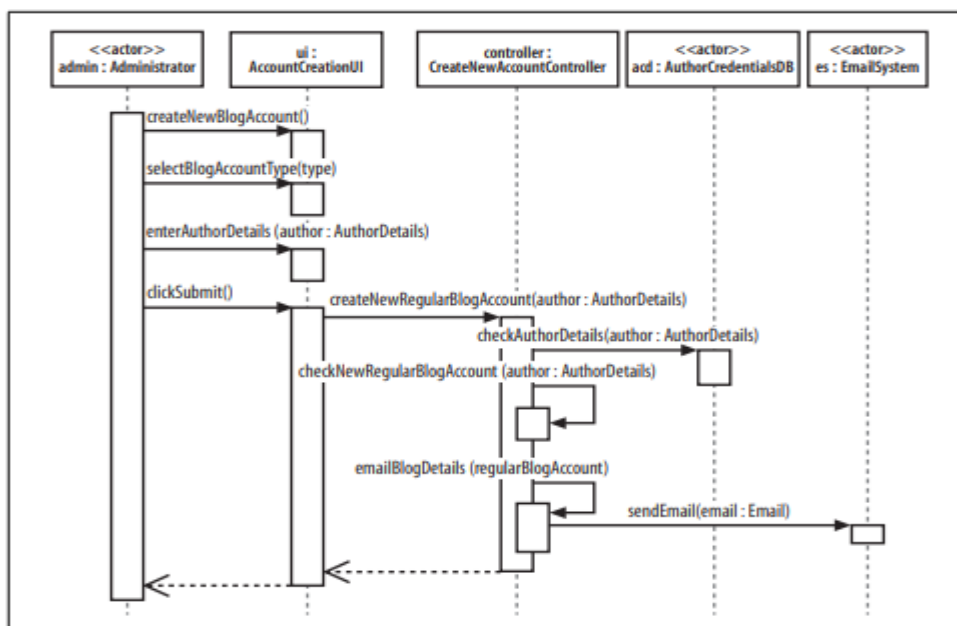 <<actor>>
admin : Administrator
ui :
AccountCreationUI
controller :
CreateNewAccountController
<<actor>>
acd : AuthorCredentialsDB
<<actor>>
es : EmailSystem
createNewBlogAccount()
selectBlogAccountType(type)
enterAuthorDetails (author : AuthorDetails)
clickSubmit()
createNewRegularBlogAccount(author : AuthorDetails)
checkAuthorDetails(author : AuthorDetails)
checkNewRegularBlogAccount (author : AuthorDetails)
emailBlogDetails (regularBlogAccount)
sendEmail(email : Email)